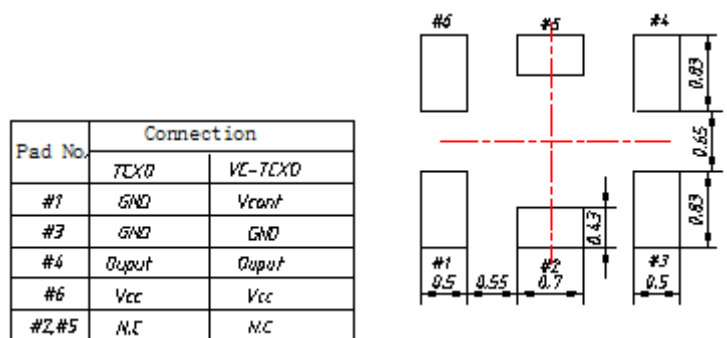 Pad No. Connection
TCXO VC-TCXO
#1 GND Vcont
#3 GND GND
#4 Ouput Ouput
#6 Vcc Vcc
#2,#5 N.C N.C
#6 #5 #4
0.83
0.65
0.83
0.43
#1 #2 #3
0.5 0.55 0.7 0.5